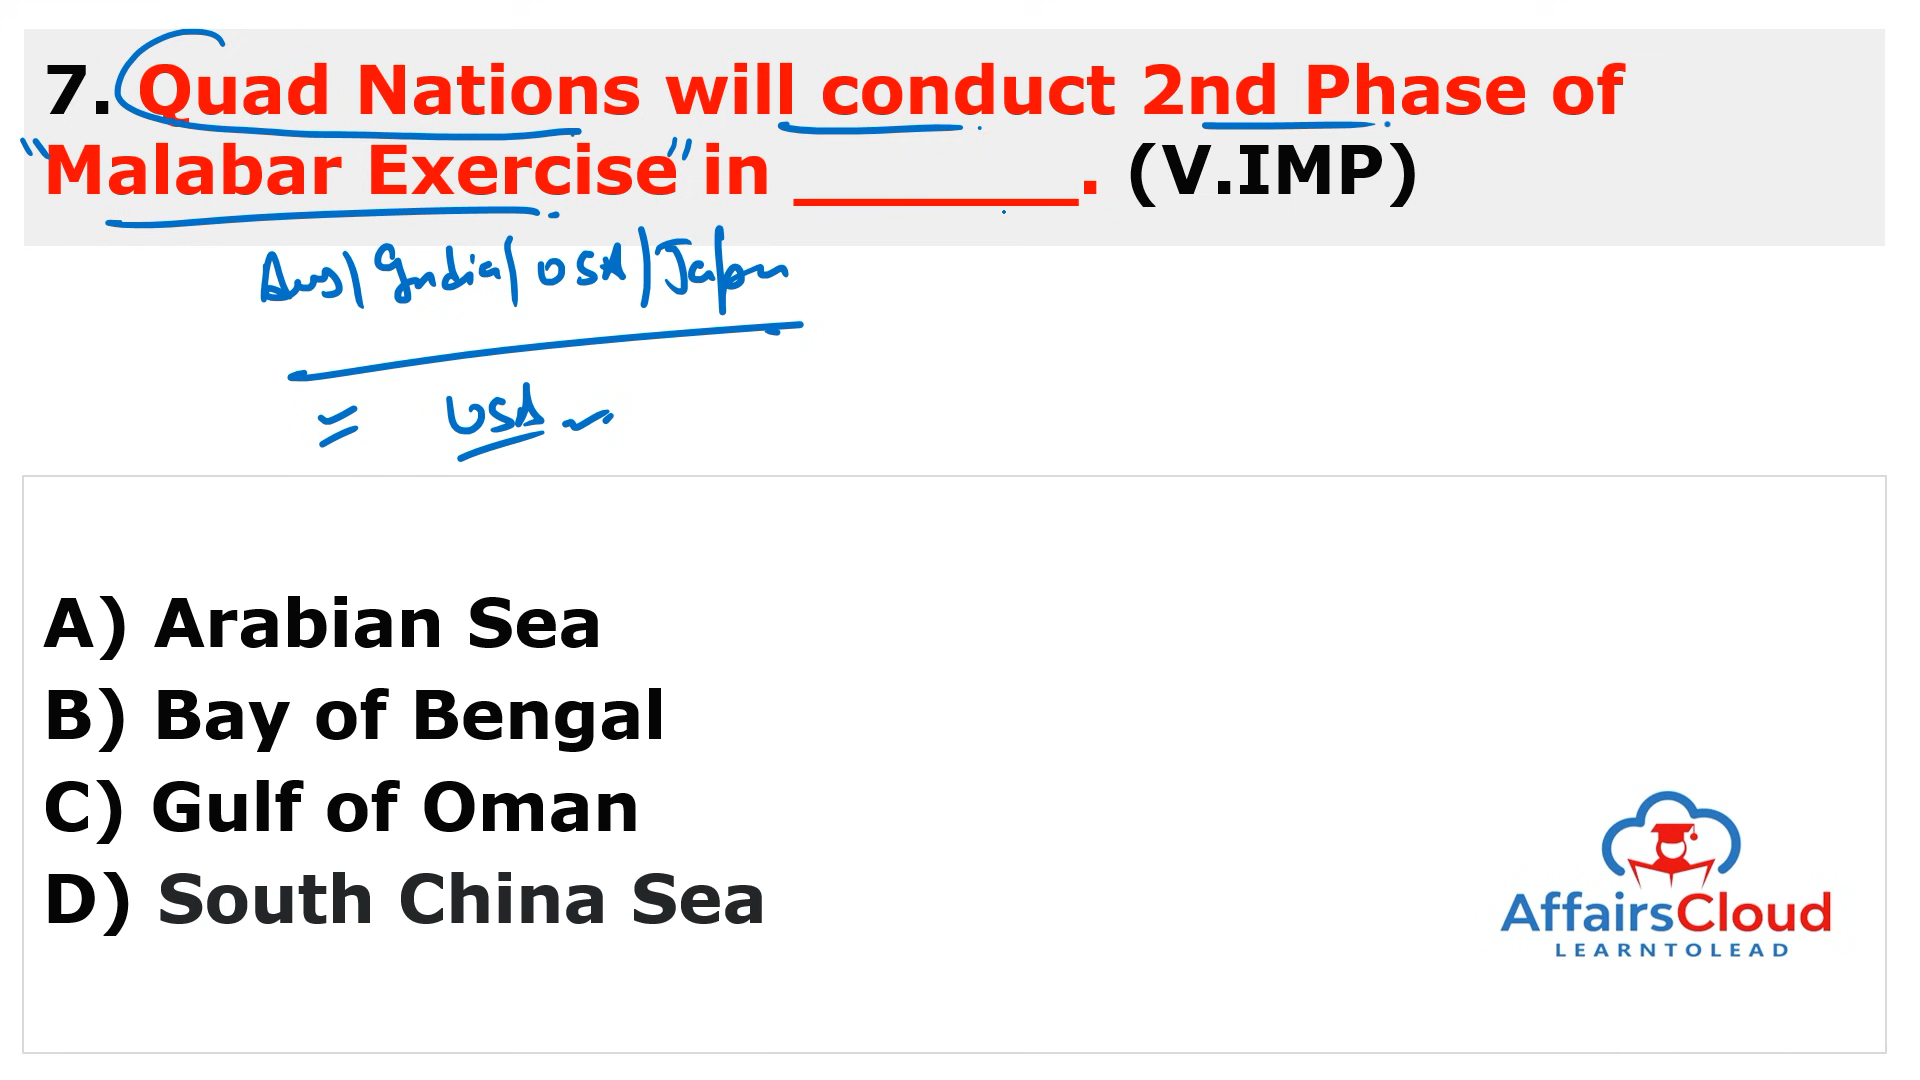 7. Quad Nations will conduct 2nd Phase of
"Malabar Exercise" in ________. (V.IMP)
Aus/ India/ USA/ Japan
= USA
A) Arabian Sea
B) Bay of Bengal
C) Gulf of Oman
D) South China Sea
AffairsCloud
LEARNTOLEAD